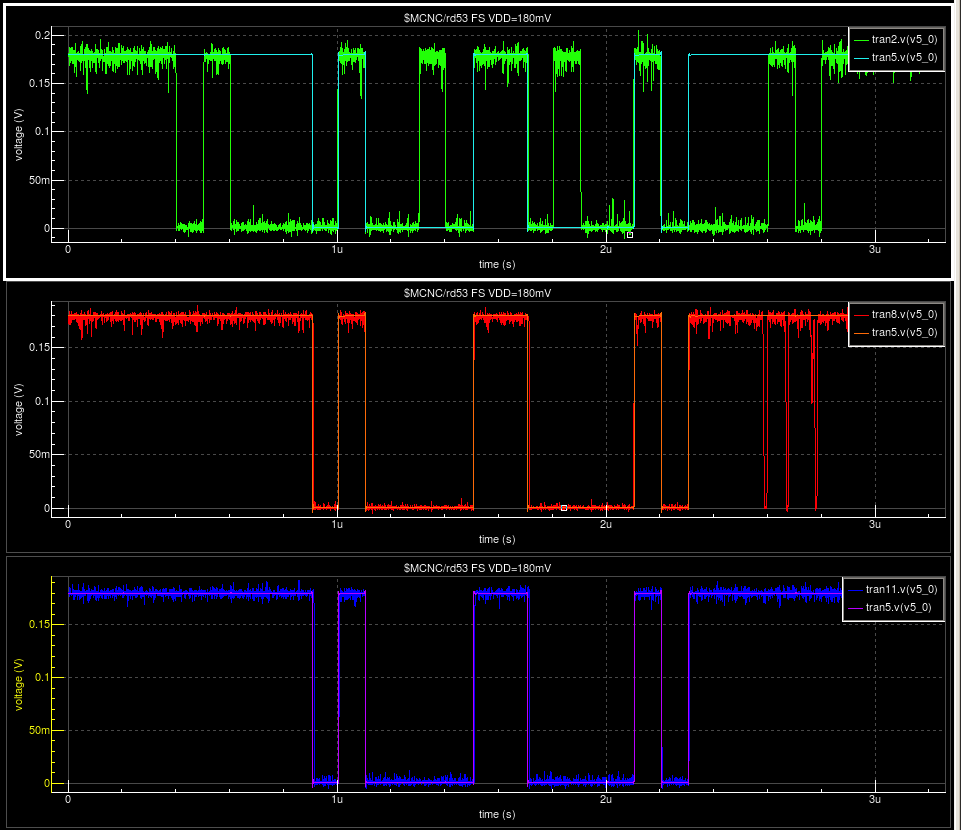 $MCNC/rd53 FS VDD=180mV
tran2.v(v5_0)
tran5.v(v5_0)
0.2
0.15
0.1
50m
0
voltage (V)
0 1u 2u 3u
time (s)
$MCNC/rd53 FS VDD=180mV
tran8.v(v5_0)
tran5.v(v5_0)
0.15
0.1
50m
0
voltage (V)
0 1u 2u 3u
time (s)
$MCNC/rd53 FS VDD=180mV
tran11.v(v5_0)
tran5.v(v5_0)
0.15
0.1
50m
0
voltage (V)
0 1u 2u 3u
time (s)